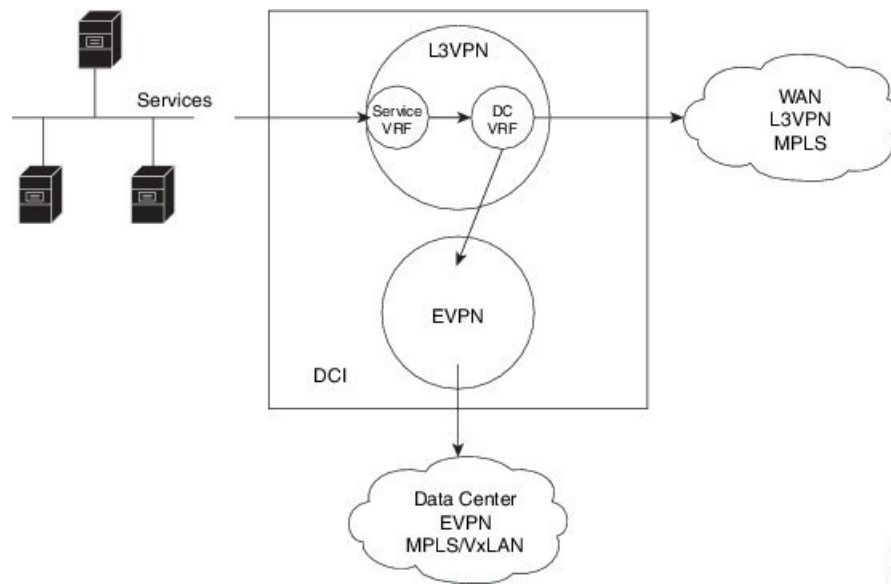 L3VPN
Services
Service
VRF
DC
VRF
WAN
L3VPN
MPLS
EVPN
DCI
Data Center
EVPN
MPLS/VxLAN